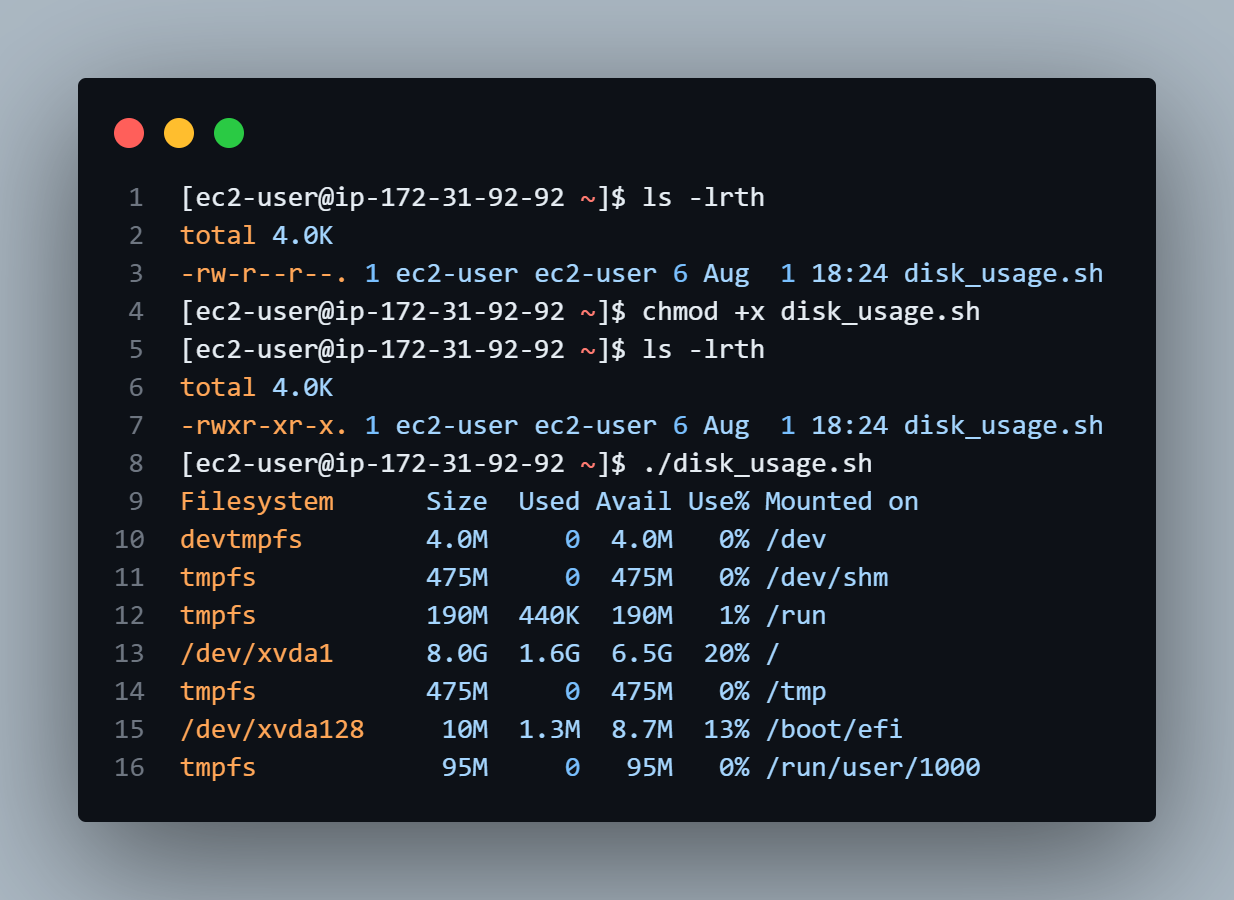 1 [ec2-user@ip-172-31-92-92 ~]$ ls -lrth
2 total 4.0K
3 -rw-r--r--. 1 ec2-user ec2-user 6 Aug  1 18:24 disk_usage.sh
4 [ec2-user@ip-172-31-92-92 ~]$ chmod +x disk_usage.sh
5 [ec2-user@ip-172-31-92-92 ~]$ ls -lrth
6 total 4.0K
7 -rwxr-xr-x. 1 ec2-user ec2-user 6 Aug  1 18:24 disk_usage.sh
8 [ec2-user@ip-172-31-92-92 ~]$ ./disk_usage.sh
9 Filesystem      Size  Used Avail Use% Mounted on
10 devtmpfs        4.0M     0  4.0M   0% /dev
11 tmpfs           475M     0  475M   0% /dev/shm
12 tmpfs           190M  440K  190M   1% /run
13 /dev/xvda1      8.0G  1.6G  6.5G  20% /
14 tmpfs           475M     0  475M   0% /tmp
15 /dev/xvda128     10M  1.3M  8.7M  13% /boot/efi
16 tmpfs            95M     0   95M   0% /run/user/1000